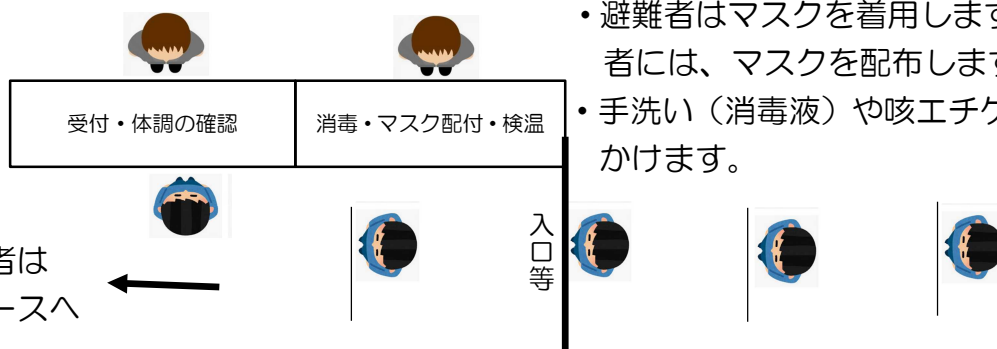 ・避難者はマスクを着用します
者には、マスクを配布します
・手洗い（消毒液）や咳エチケ
かけます。
受付・体調の確認
消毒・マスク配付・検温
入口等
者は
ースへ